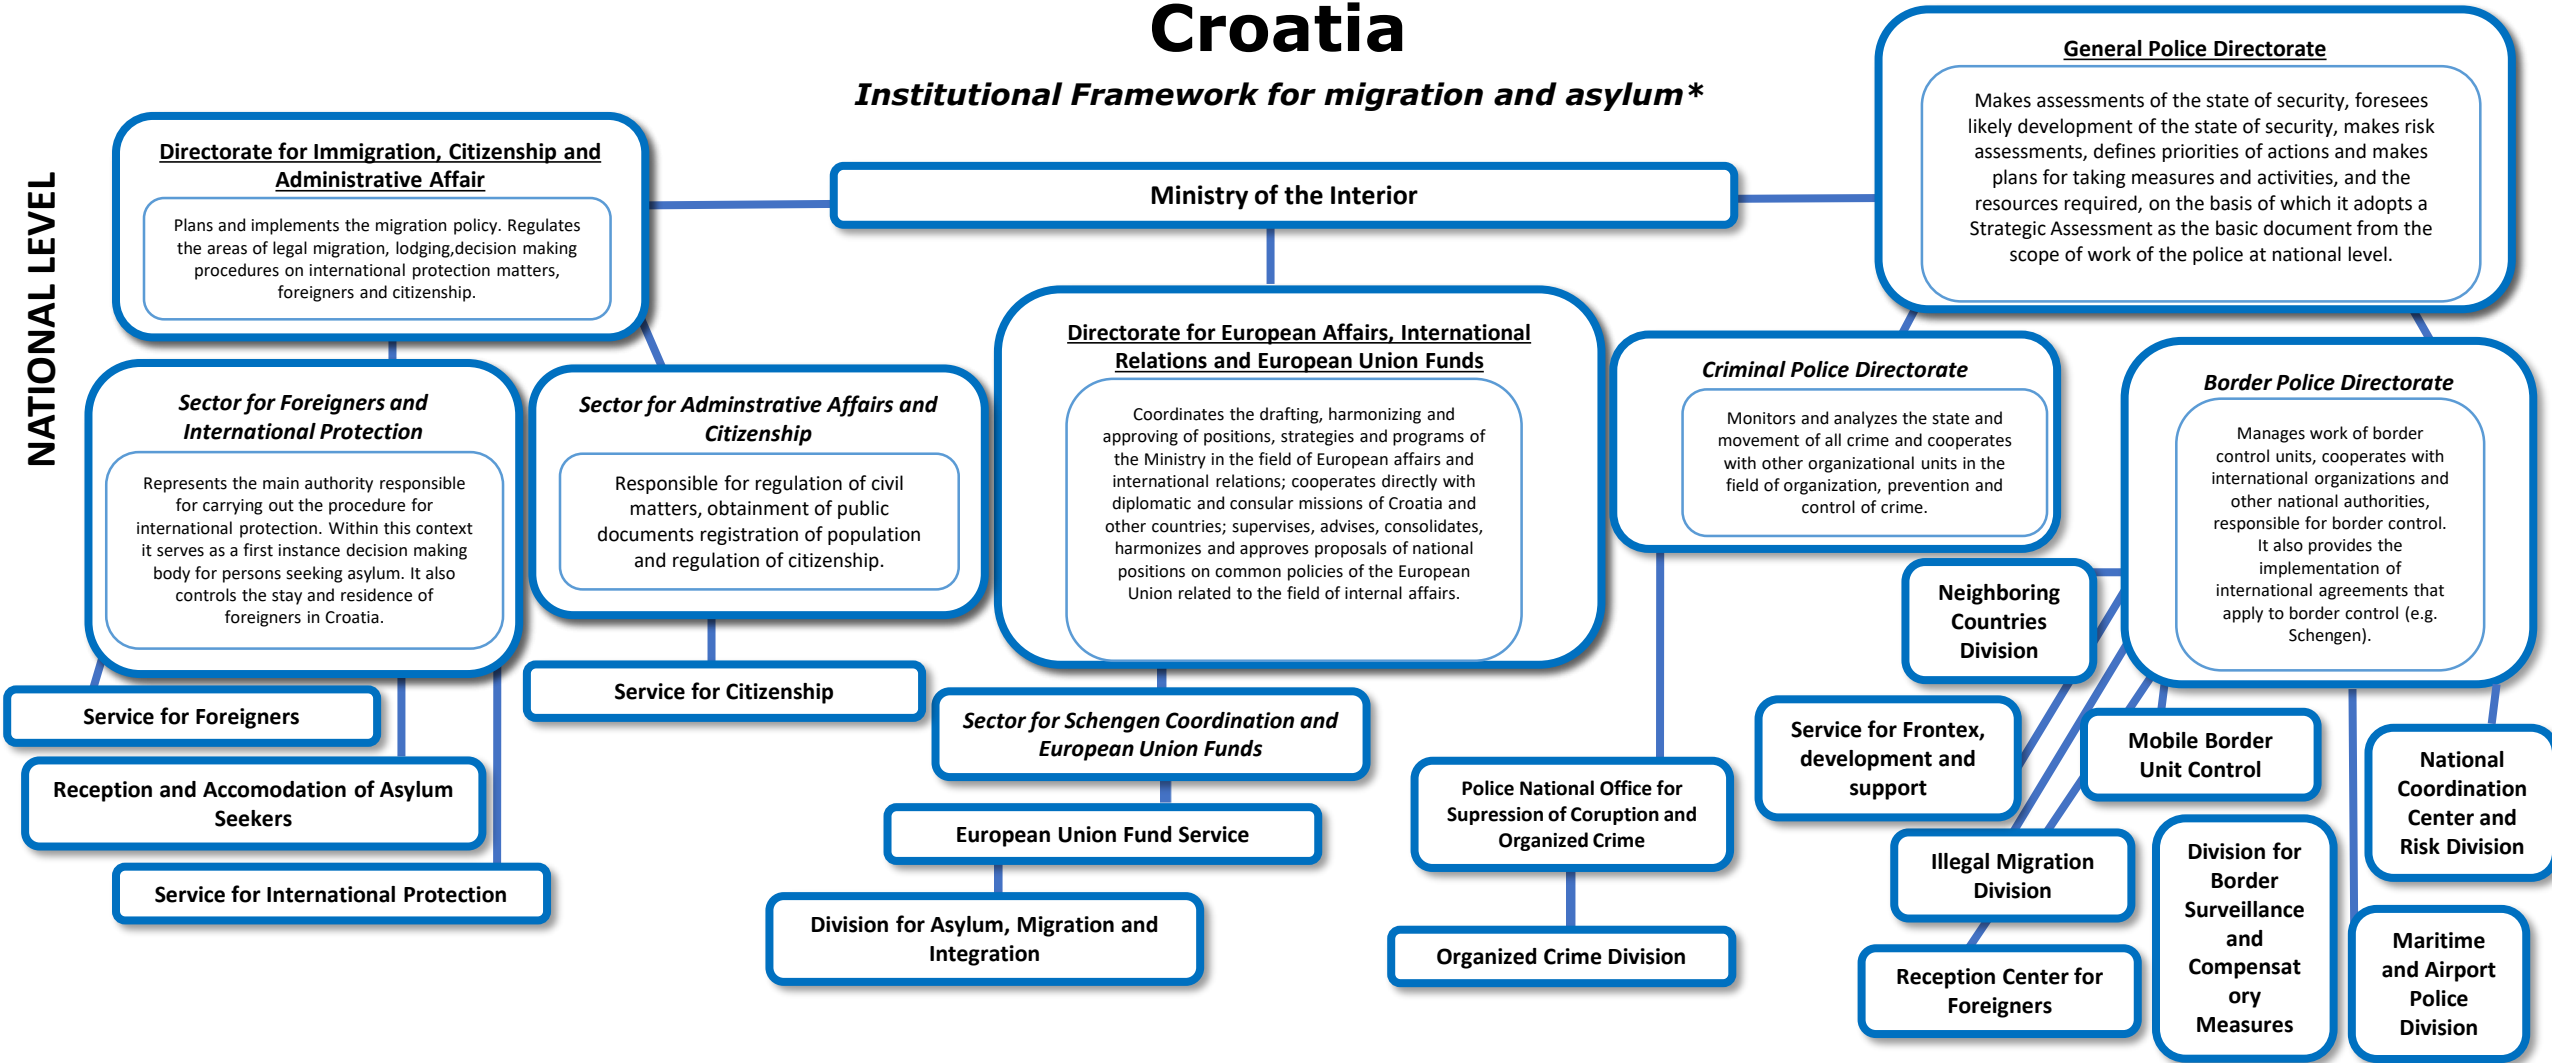 Croatia
Institutional Framework for migration and asylum*
NATIONAL LEVEL
Ministry of the Interior
Directorate for Immigration, Citizenship and
Administrative Affair
Plans and implements the migration policy. Regulates
the areas of legal migration, lodging,decision making
procedures on international protection matters,
foreigners and citizenship.
Sector for Foreigners and
International Protection
Represents the main authority responsible
for carrying out the procedure for
international protection. Within this context
it serves as a first instance decision making
body for persons seeking asylum. It also
controls the stay and residence of
foreigners in Croatia.
Service for Foreigners
Reception and Accomodation of Asylum
Seekers
Service for International Protection
Sector for Adminstrative Affairs and
Citizenship
Responsible for regulation of civil
matters, obtainment of public
documents registration of population
and regulation of citizenship.
Service for Citizenship
Directorate for European Affairs, International
Relations and European Union Funds
Coordinates the drafting, harmonizing and
approving of positions, strategies and programs of
the Ministry in the field of European affairs and
international relations; cooperates directly with
diplomatic and consular missions of Croatia and
other countries; supervises, advises, consolidates,
harmonizes and approves proposals of national
positions on common policies of the European
Union related to the field of internal affairs.
Sector for Schengen Coordination and
European Union Funds
European Union Fund Service
Division for Asylum, Migration and
Integration
General Police Directorate
Makes assessments of the state of security, foresees
likely development of the state of security, makes risk
assessments, defines priorities of actions and makes
plans for taking measures and activities, and the
resources required, on the basis of which it adopts a
Strategic Assessment as the basic document from the
scope of work of the police at national level.
Criminal Police Directorate
Monitors and analyzes the state and
movement of all crime and cooperates
with other organizational units in the
field of organization, prevention and
control of crime.
Police National Office for
Supression of Coruption and
Organized Crime
Organized Crime Division
Border Police Directorate
Manages work of border
control units, cooperates with
international organizations and
other national authorities,
responsible for border control.
It also provides the
implementation of
international agreements that
apply to border control (e.g.
Schengen).
Neighboring
Countries
Division
Service for Frontex,
development and
support
Mobile Border
Unit Control
National
Coordination
Center and
Risk Division
Illegal Migration
Division
Division for
Border
Surveillance
and
Compensat
ory
Measures
Reception Center for
Foreigners
Maritime
and Airport
Police
Division